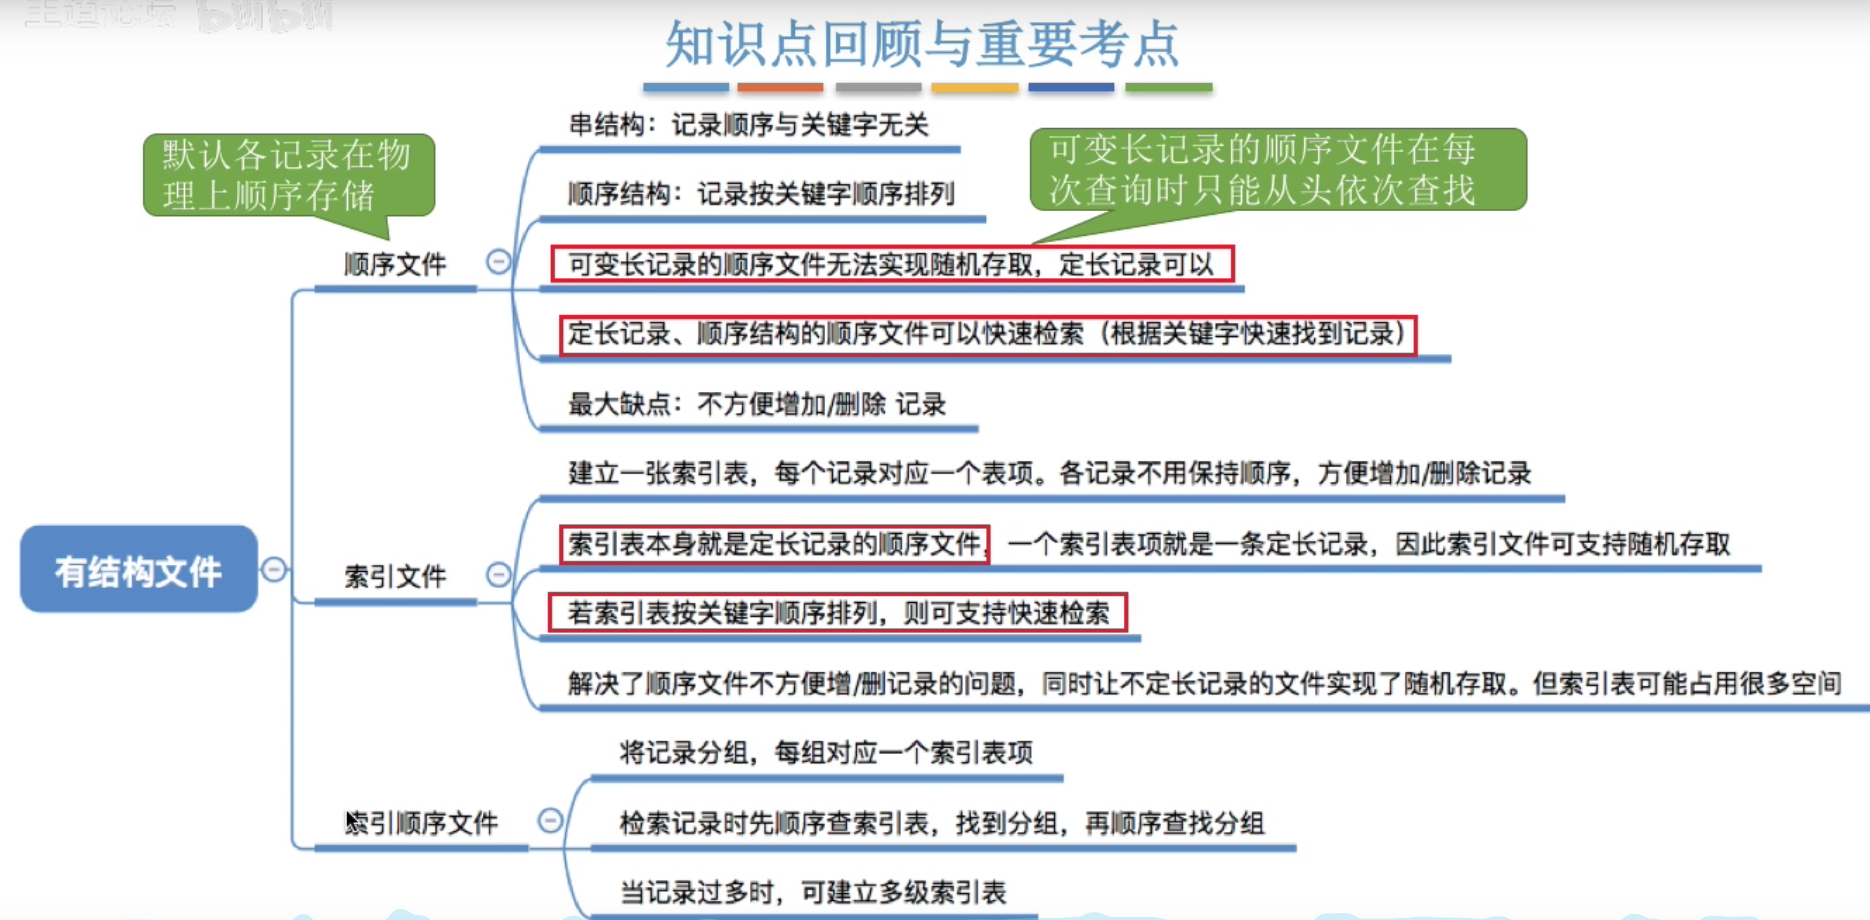 王道论坛 bilibili
知识点回顾与重要考点
默认各记录在物
理上顺序存储
可变长记录的顺序文件在每
次查询时只能从头依次查找
有结构文件
顺序文件
串结构：记录顺序与关键字无关
顺序结构：记录按关键字顺序排列
可变长记录的顺序文件无法实现随机存取，定长记录可以
定长记录、顺序结构的顺序文件可以快速检索（根据关键字快速找到记录）
最大缺点：不方便增加/删除 记录
索引文件
建立一张索引表，每个记录对应一个表项。各记录不用保持顺序，方便增加/删除记录
索引表本身就是定长记录的顺序文件，一个索引表项就是一条定长记录，因此索引文件可支持随机存取
若索引表按关键字顺序排列，则可支持快速检索
解决了顺序文件不方便增/删记录的问题，同时让不定长记录的文件实现了随机存取。但索引表可能占用很多空间
索引顺序文件
将记录分组，每组对应一个索引表项
检索记录时先顺序查索引表，找到分组，再顺序查找分组
当记录过多时，可建立多级索引表